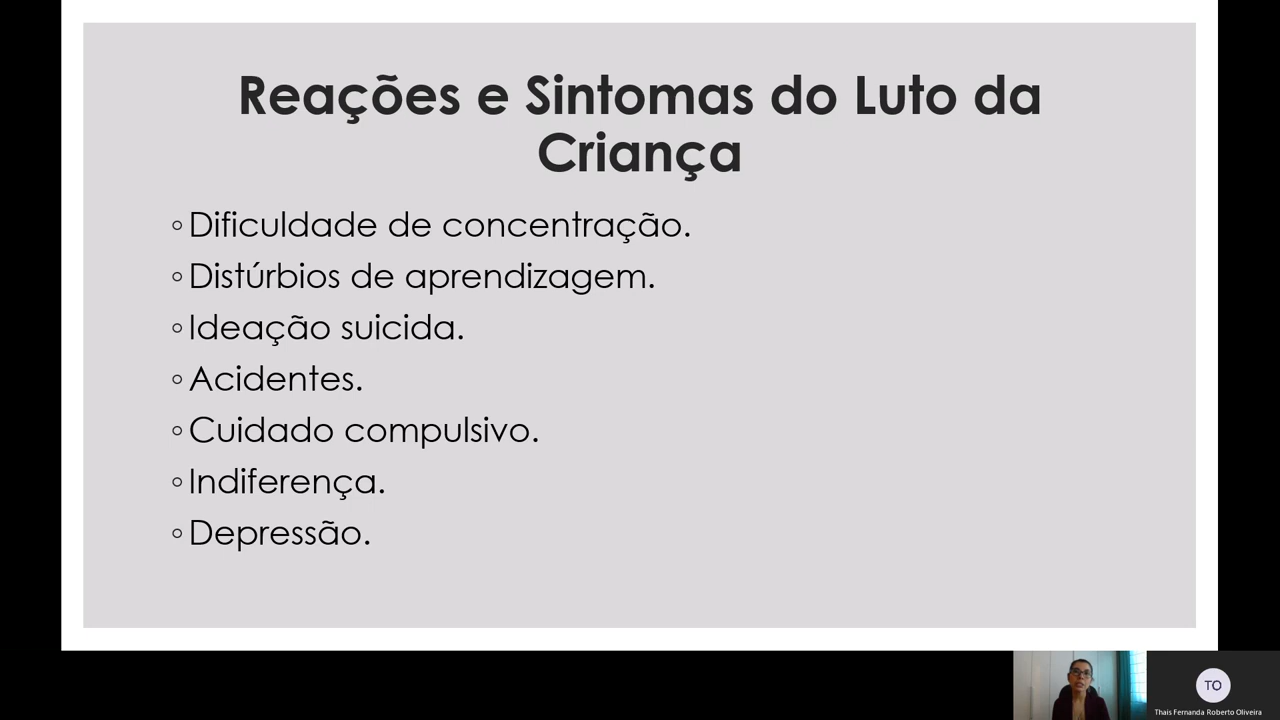 Reações e Sintomas do Luto da
Criança
◦Dificuldade de concentração.
◦Distúrbios de aprendizagem.
◦Ideação suicida.
◦Acidentes.
◦Cuidado compulsivo.
◦Indiferença.
◦Depressão.
TO
Thais Fernanda Roberto Oliveira